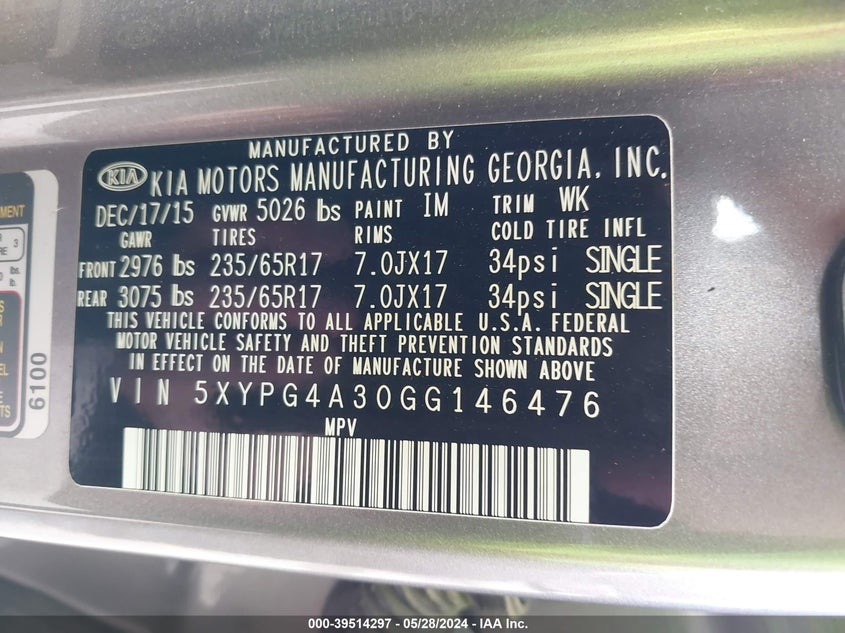 MANUFACTURED BY
KIA KIA MOTORS MANUFACTURING GEORGIA, INC.
DEC/17/15 GVWR 5026 lbs PAINT IM TRIM WK
GAWR TIRES RIMS COLD TIRE INFL
FRONT 2976 lbs 235/65R17 7.0JX17 34psi SINGLE
REAR 3075 lbs 235/65R17 7.0JX17 34psi SINGLE
THIS VEHICLE CONFORMS TO ALL APPLICABLE U.S.A. FEDERAL
MOTOR VEHICLE SAFETY AND THEFT PREVENTION STANDARDS
IN EFFECT ON THE DATE OF MANUFACTURE SHOWN ABOVE
VIN 5XYPG4A30GG146476
MPV
6100
000-39514297 - 05/28/2024 - IAA Inc.